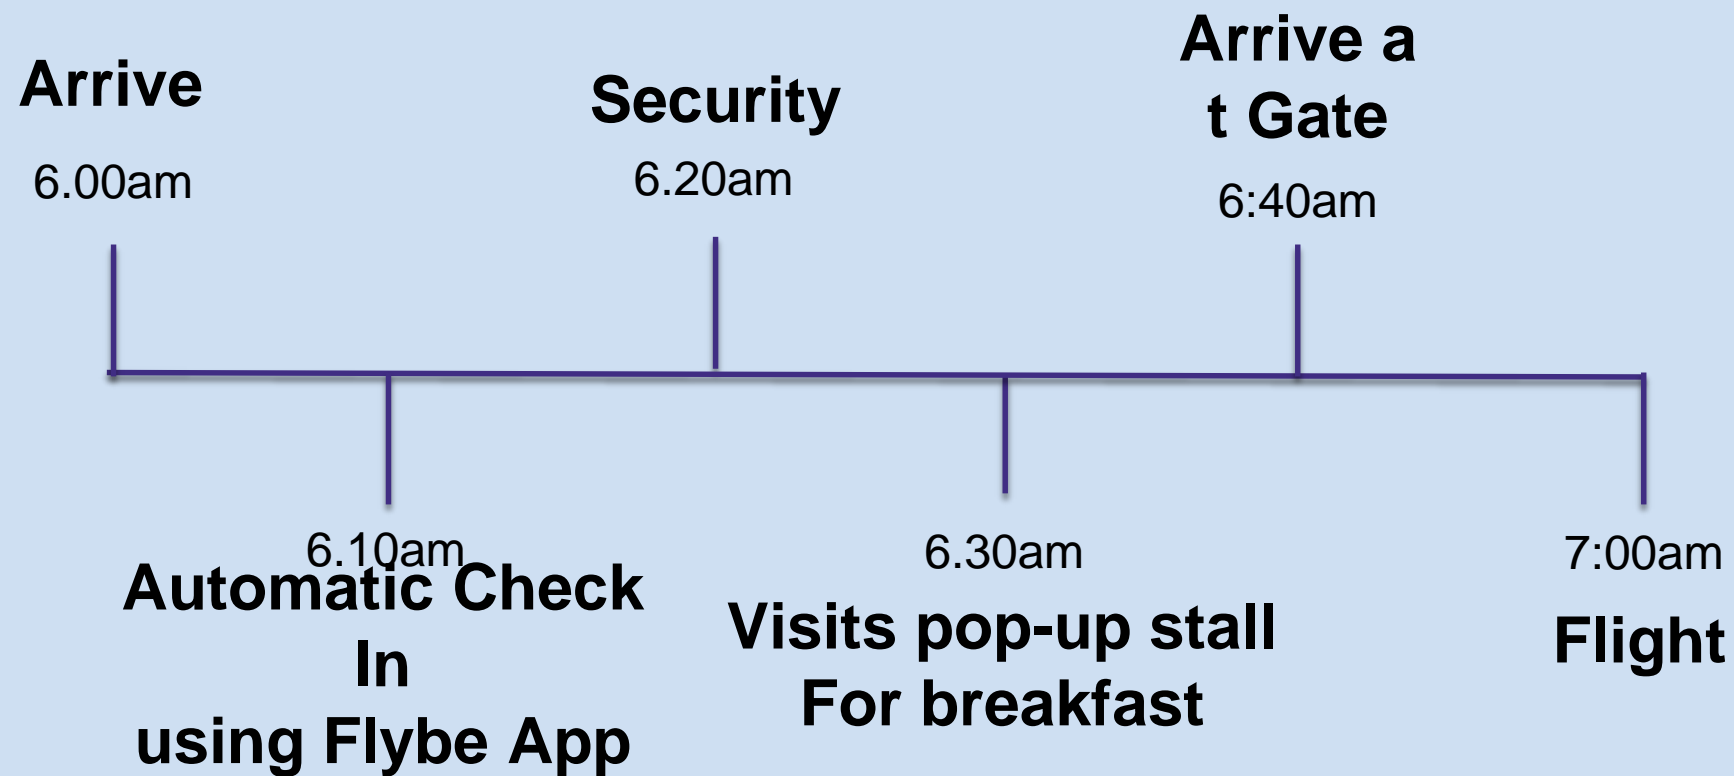 Arrive
6.00am
6.10am
Automatic Check
In
using Flybe App
Security
6.20am
6.30am
Visits pop-up stall
For breakfast
Arrive a
t Gate
6:40am
7:00am
Flight